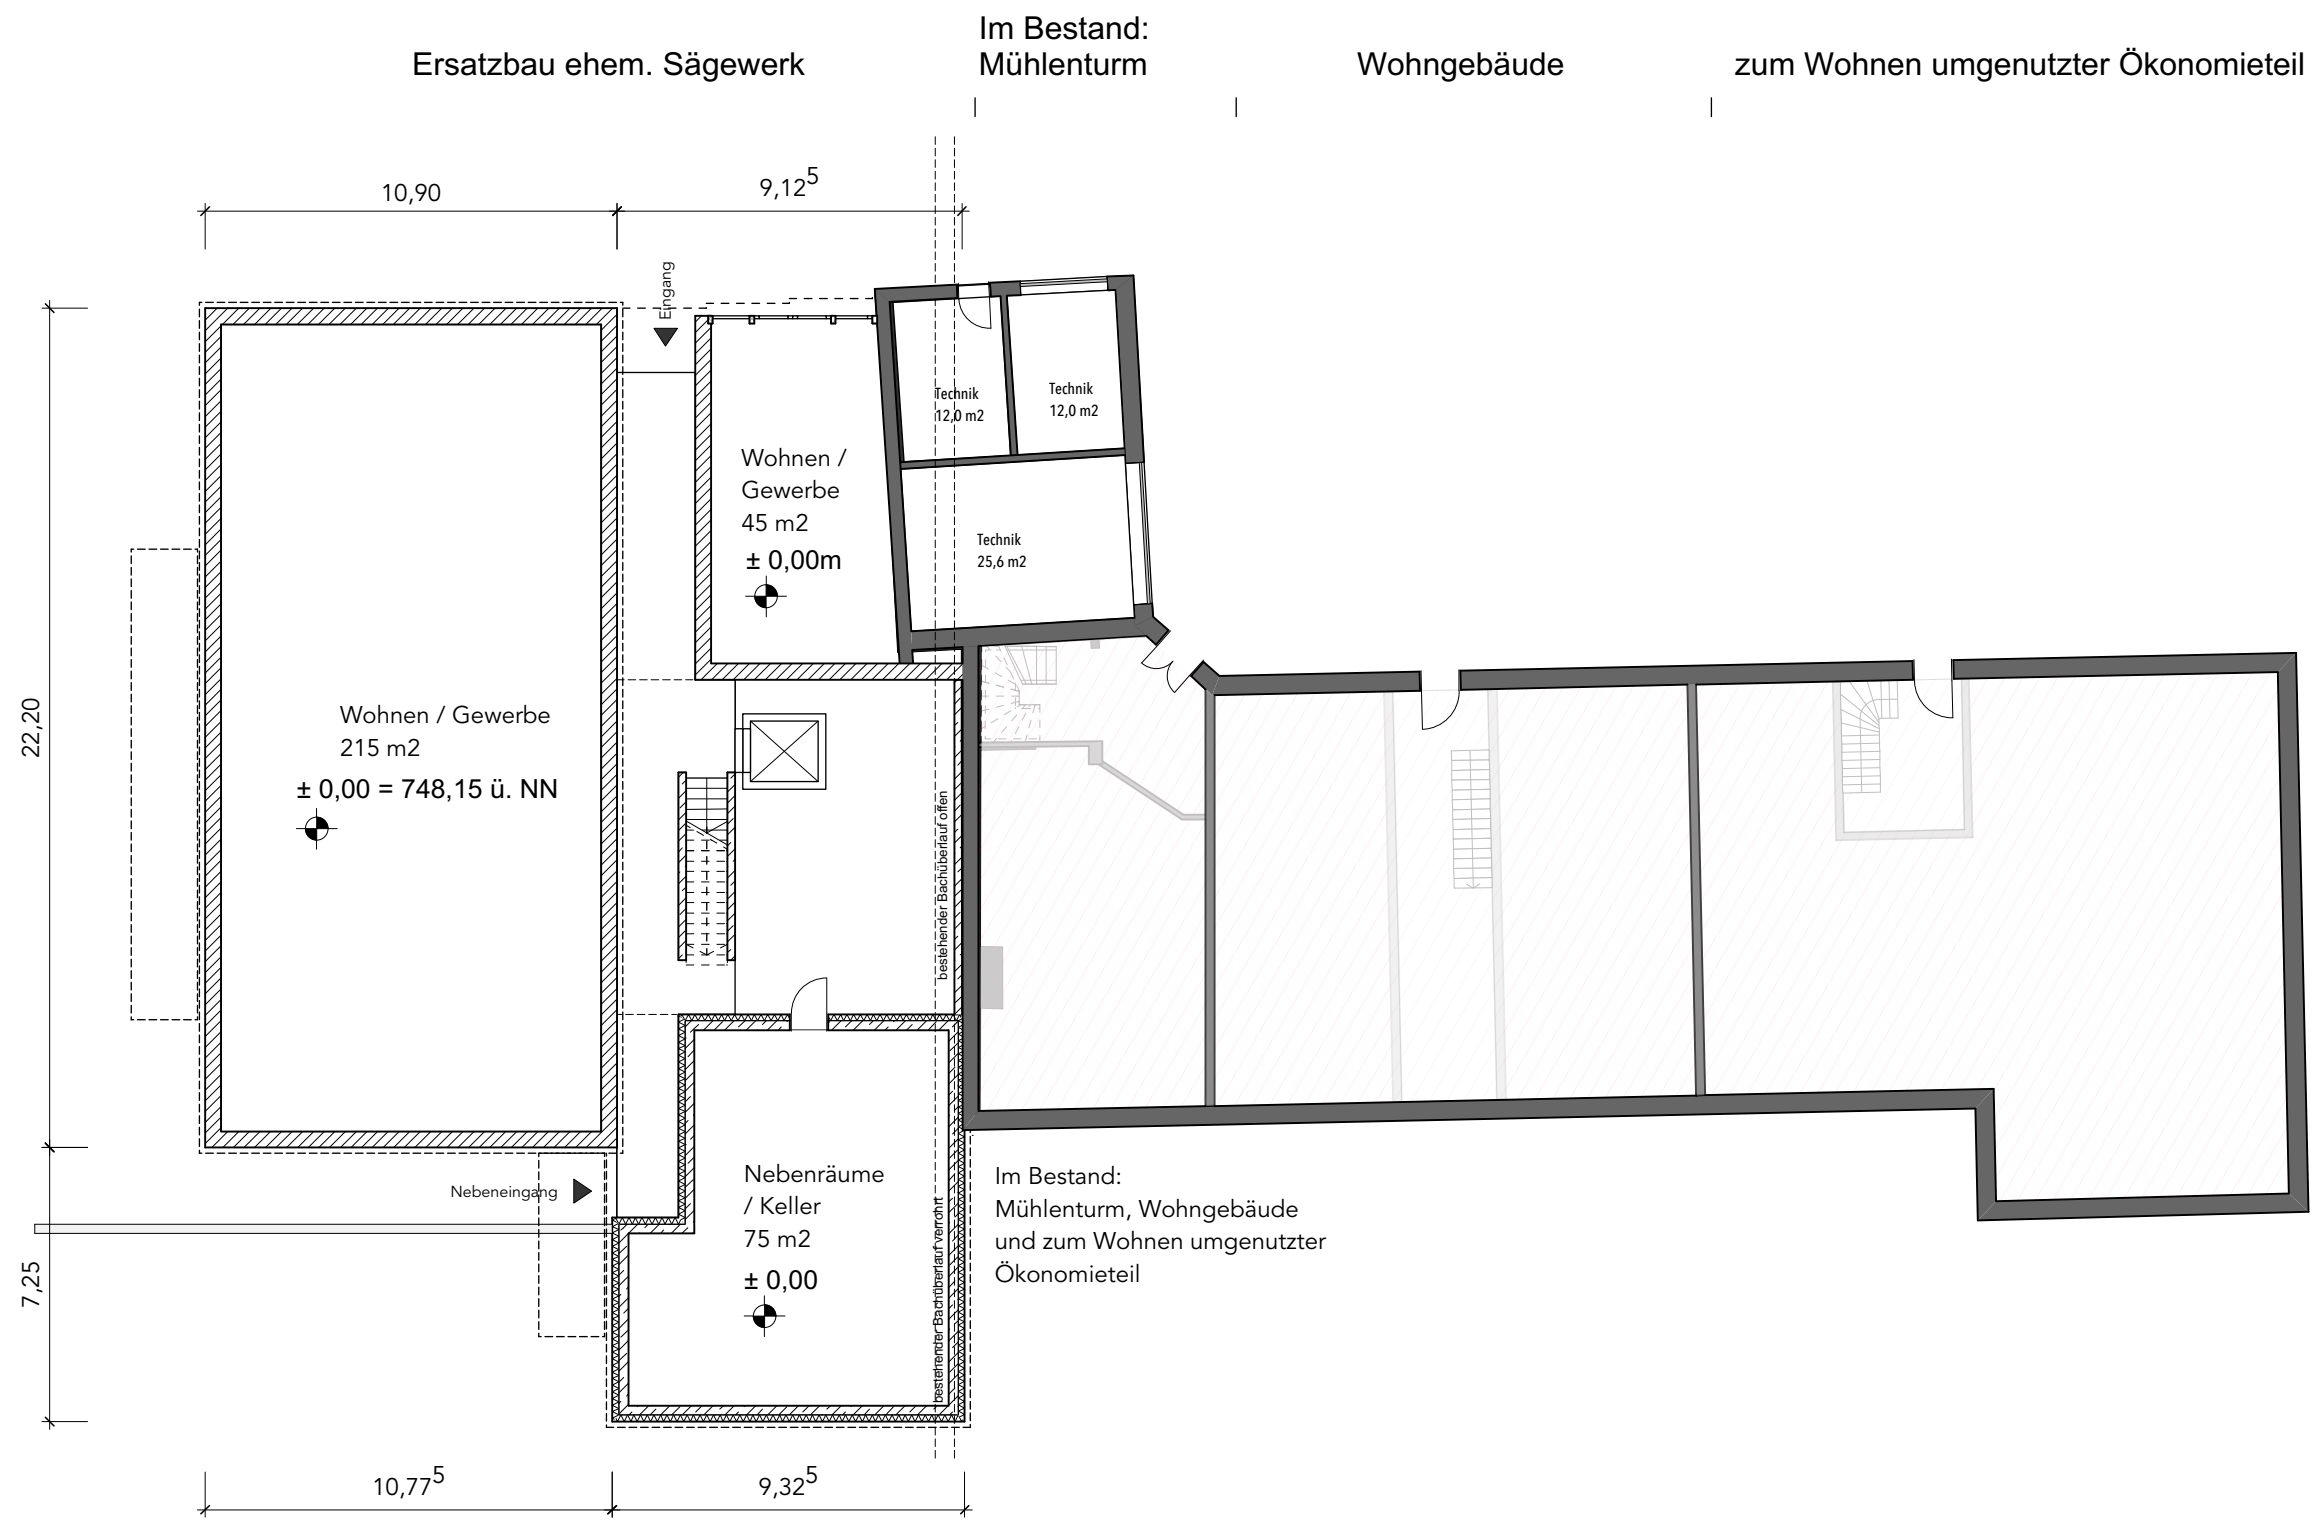 Im Bestand:
Ersatzbau ehem. Sägewerk
Mühlenturm
Wohngebäude
zum Wohnen umgenutzter Ökonomieteil
10,90
9,12⁵
Eingang
Technik
12,0 m2
Technik
12,0 m2
Wohnen /
Gewerbe
45 m2
± 0,00m
Technik
25,6 m2
22,20
Wohnen / Gewerbe
215 m2
± 0,00 = 748,15 ü. NN
bestehender Bachüberlauf offen
Nebeneingang
Nebenräume
/ Keller
75 m2
± 0,00
bestehender Bachüberlauf verrohrt
Im Bestand:
Mühlenturm, Wohngebäude
und zum Wohnen umgenutzter
Ökonomieteil
7,25
10,77⁵
9,32⁵